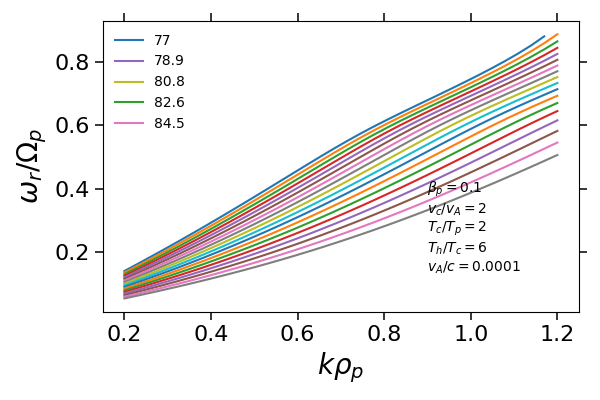 ω_r/Ω_p
0.8
0.6
0.4
0.2
77
78.9
80.8
82.6
84.5
β_p = 0.1
v_c/v_A = 2
T_c/T_p = 2
T_h/T_c = 6
v_A/c = 0.0001
0.2 0.4 0.6 0.8 1.0 1.2
kρ_p